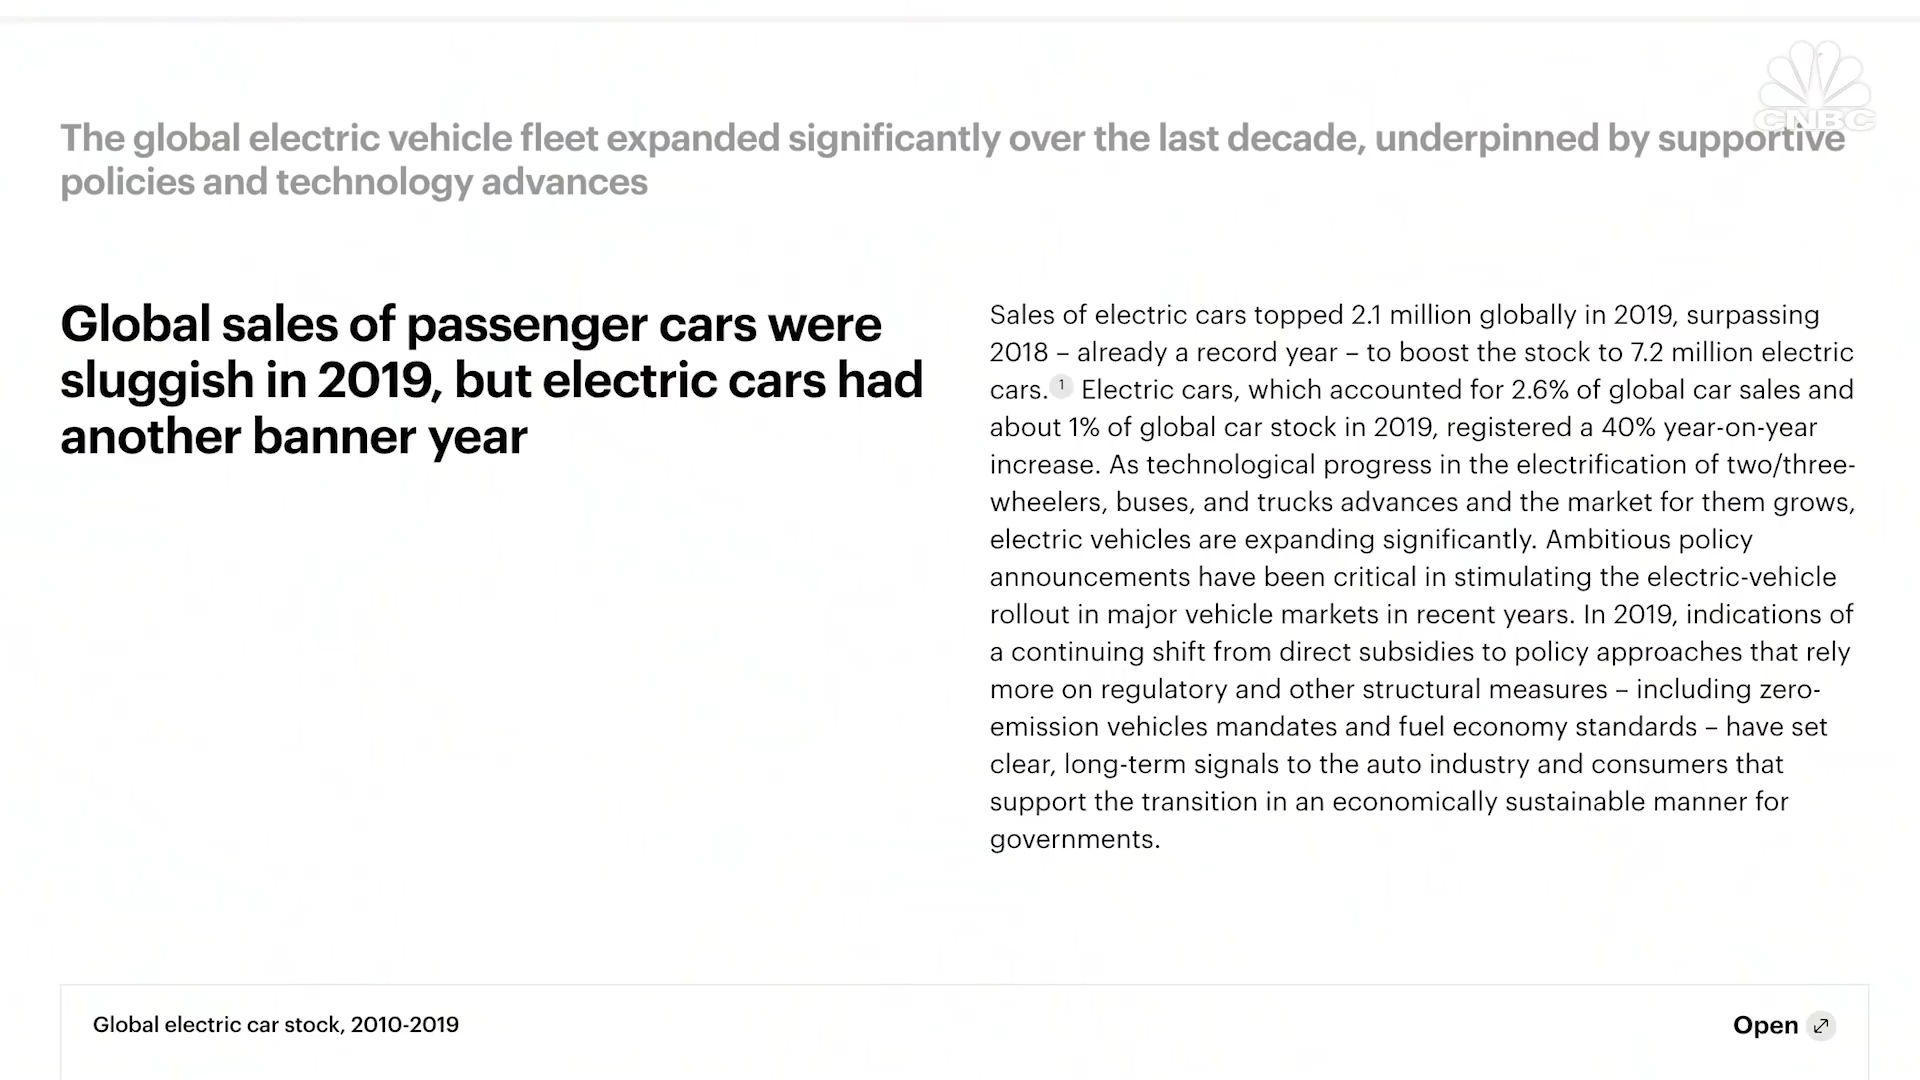 CNBC
The global electric vehicle fleet expanded significantly over the last decade, underpinned by supportive
policies and technology advances
Global sales of passenger cars were
sluggish in 2019, but electric cars had
another banner year
Sales of electric cars topped 2.1 million globally in 2019, surpassing
2018 – already a record year – to boost the stock to 7.2 million electric
cars. 1 Electric cars, which accounted for 2.6% of global car sales and
about 1% of global car stock in 2019, registered a 40% year-on-year
increase. As technological progress in the electrification of two/three-
wheelers, buses, and trucks advances and the market for them grows,
electric vehicles are expanding significantly. Ambitious policy
announcements have been critical in stimulating the electric-vehicle
rollout in major vehicle markets in recent years. In 2019, indications of
a continuing shift from direct subsidies to policy approaches that rely
more on regulatory and other structural measures – including zero-
emission vehicles mandates and fuel economy standards – have set
clear, long-term signals to the auto industry and consumers that
support the transition in an economically sustainable manner for
governments.
Global electric car stock, 2010-2019
Open